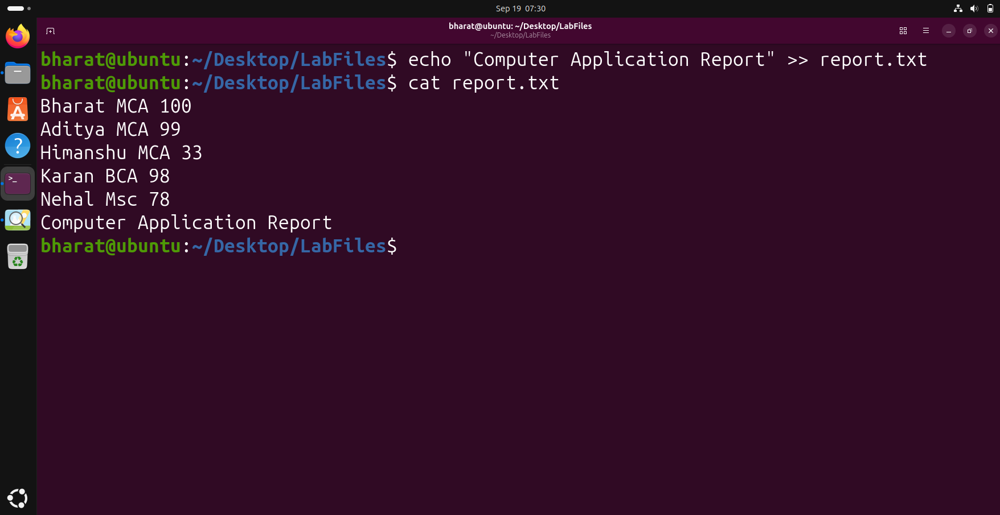 Sep 19 07:30
bharat@ubuntu: ~/Desktop/LabFiles
~/Desktop/LabFiles
bharat@ubuntu:~/Desktop/LabFiles$ echo "Computer Application Report" >> report.txt
bharat@ubuntu:~/Desktop/LabFiles$ cat report.txt
Bharat MCA 100
Aditya MCA 99
Himanshu MCA 33
Karan BCA 98
Nehal Msc 78
Computer Application Report
bharat@ubuntu:~/Desktop/LabFiles$